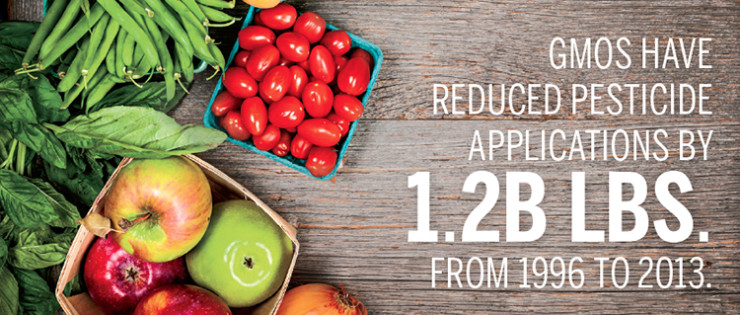 GMOS HAVE
REDUCED PESTICIDE
APPLICATIONS BY
1.2B LBS.
FROM 1996 TO 2013.